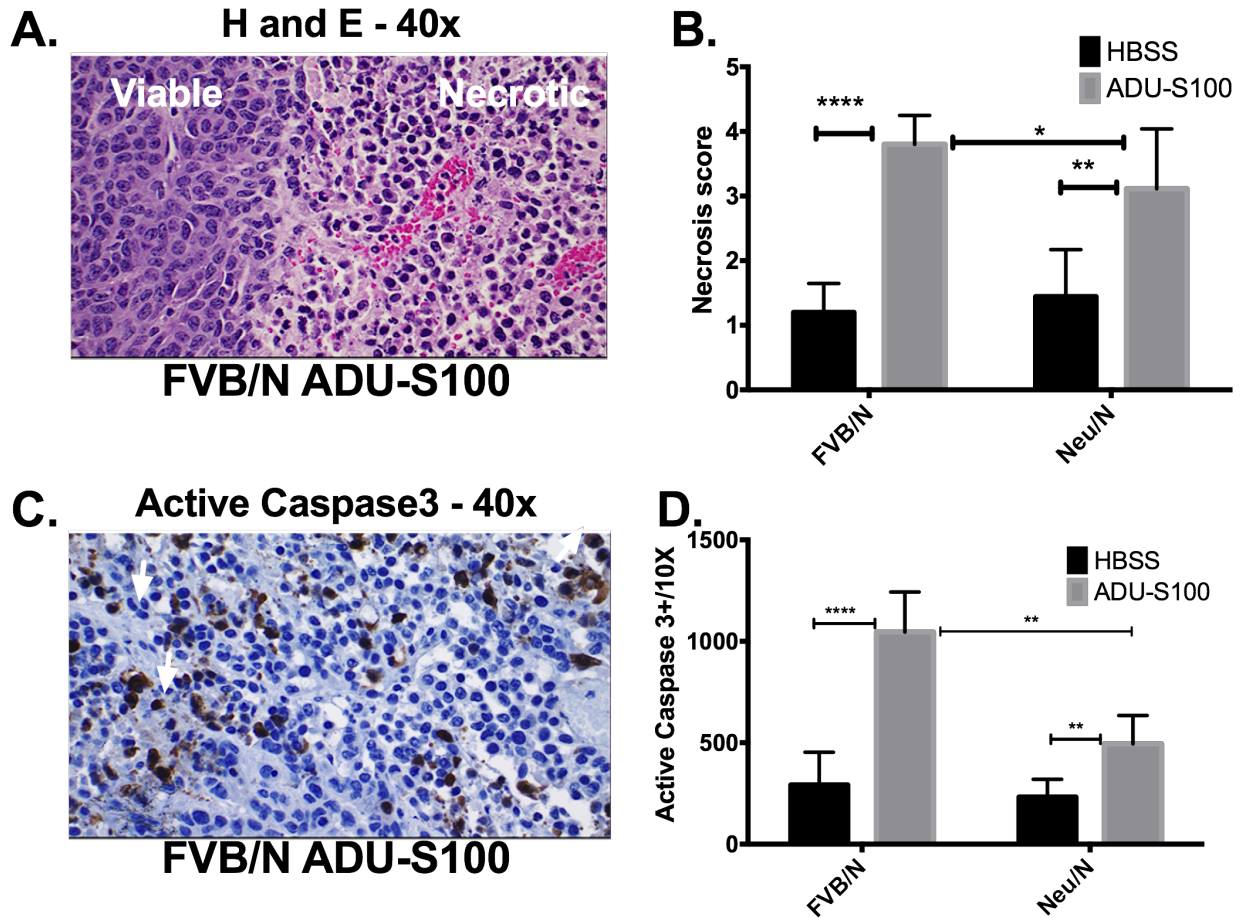 A.
H and E - 40x
Viable
Necrotic
FVB/N ADU-S100
B.
HBSS
ADU-S100
Necrosis score
5
4
3
2
1
0
****
*
**
FVB/N
Neu/N
C.
Active Caspase3 - 40x
FVB/N ADU-S100
D.
HBSS
ADU-S100
Active Caspase 3+/10X
1500
1000
500
0
****
**
**
FVB/N
Neu/N